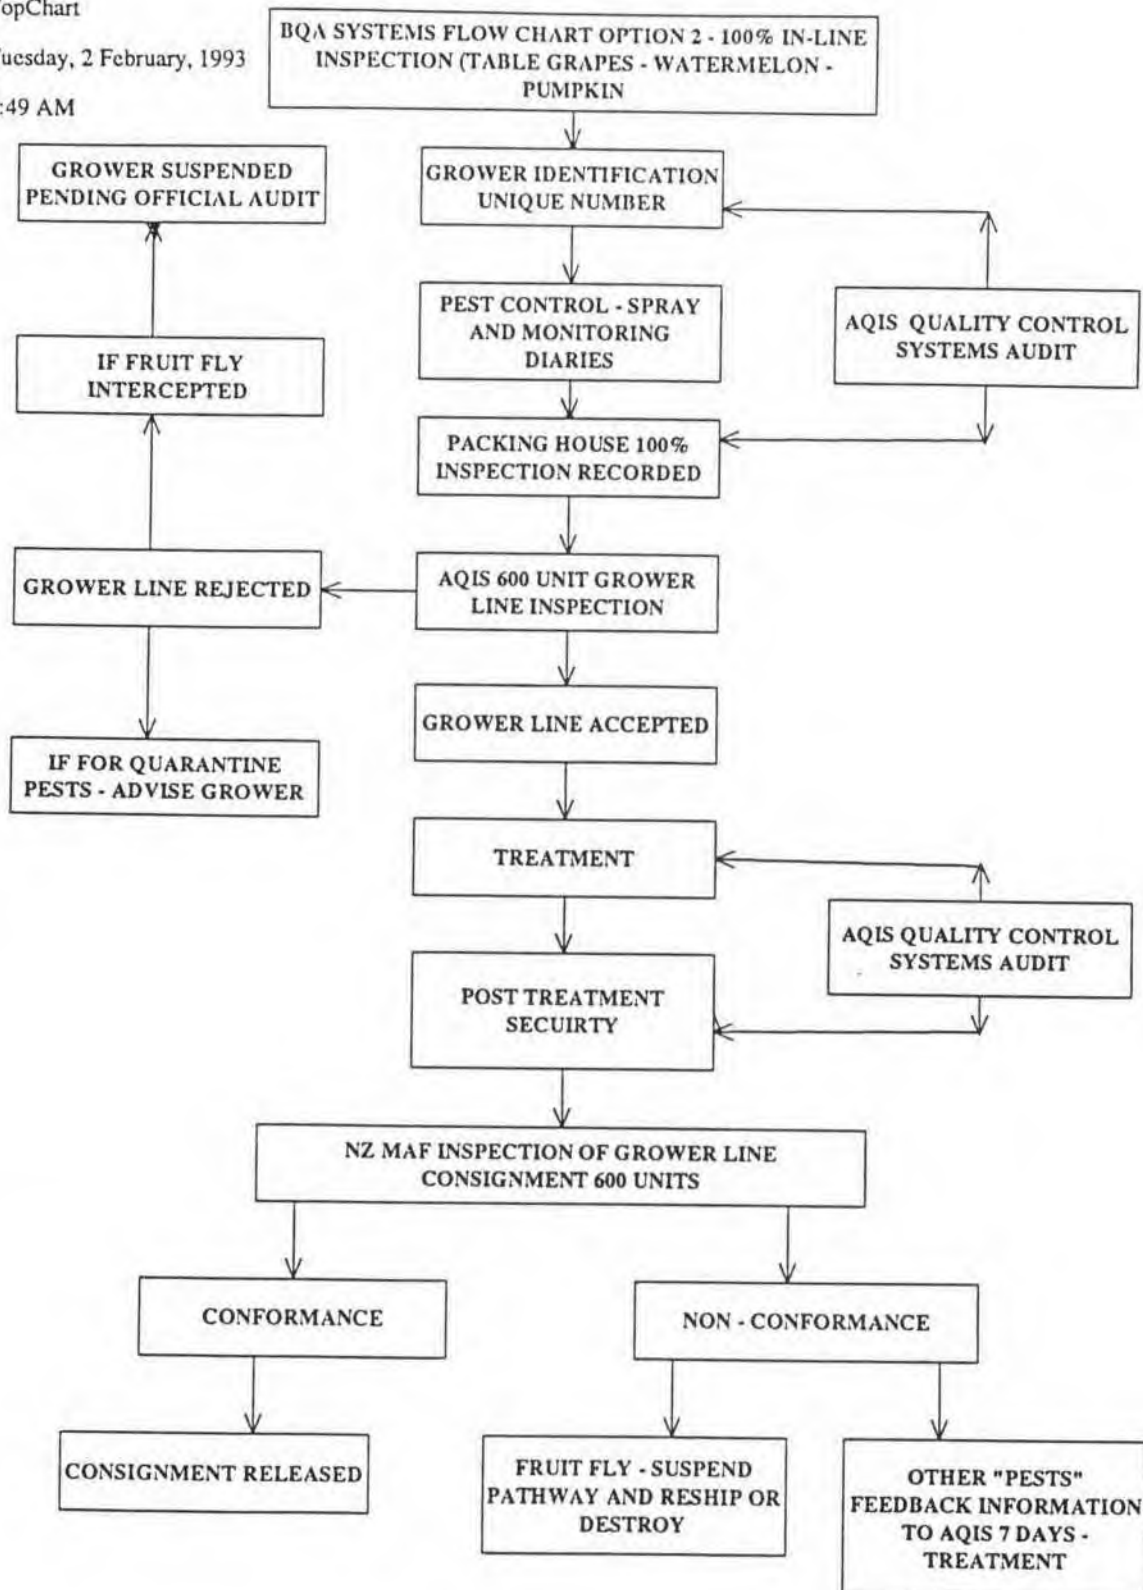 TopChart
Tuesday, 2 February, 1993
:49 AM
BQA SYSTEMS FLOW CHART OPTION 2 - 100% IN-LINE
INSPECTION (TABLE GRAPES - WATERMELON -
PUMPKIN
GROWER SUSPENDED
PENDING OFFICIAL AUDIT
GROWER IDENTIFICATION
UNIQUE NUMBER
PEST CONTROL - SPRAY
AND MONITORING
DIARIES
AQIS QUALITY CONTROL
SYSTEMS AUDIT
IF FRUIT FLY
INTERCEPTED
PACKING HOUSE 100%
INSPECTION RECORDED
GROWER LINE REJECTED
AQIS 600 UNIT GROWER
LINE INSPECTION
GROWER LINE ACCEPTED
IF FOR QUARANTINE
PESTS - ADVISE GROWER
TREATMENT
AQIS QUALITY CONTROL
SYSTEMS AUDIT
POST TREATMENT
SECUIRTY
NZ MAF INSPECTION OF GROWER LINE
CONSIGNMENT 600 UNITS
CONFORMANCE
NON - CONFORMANCE
CONSIGNMENT RELEASED
FRUIT FLY - SUSPEND
PATHWAY AND RESHIP OR
DESTROY
OTHER "PESTS"
FEEDBACK INFORMATION
TO AQIS 7 DAYS -
TREATMENT